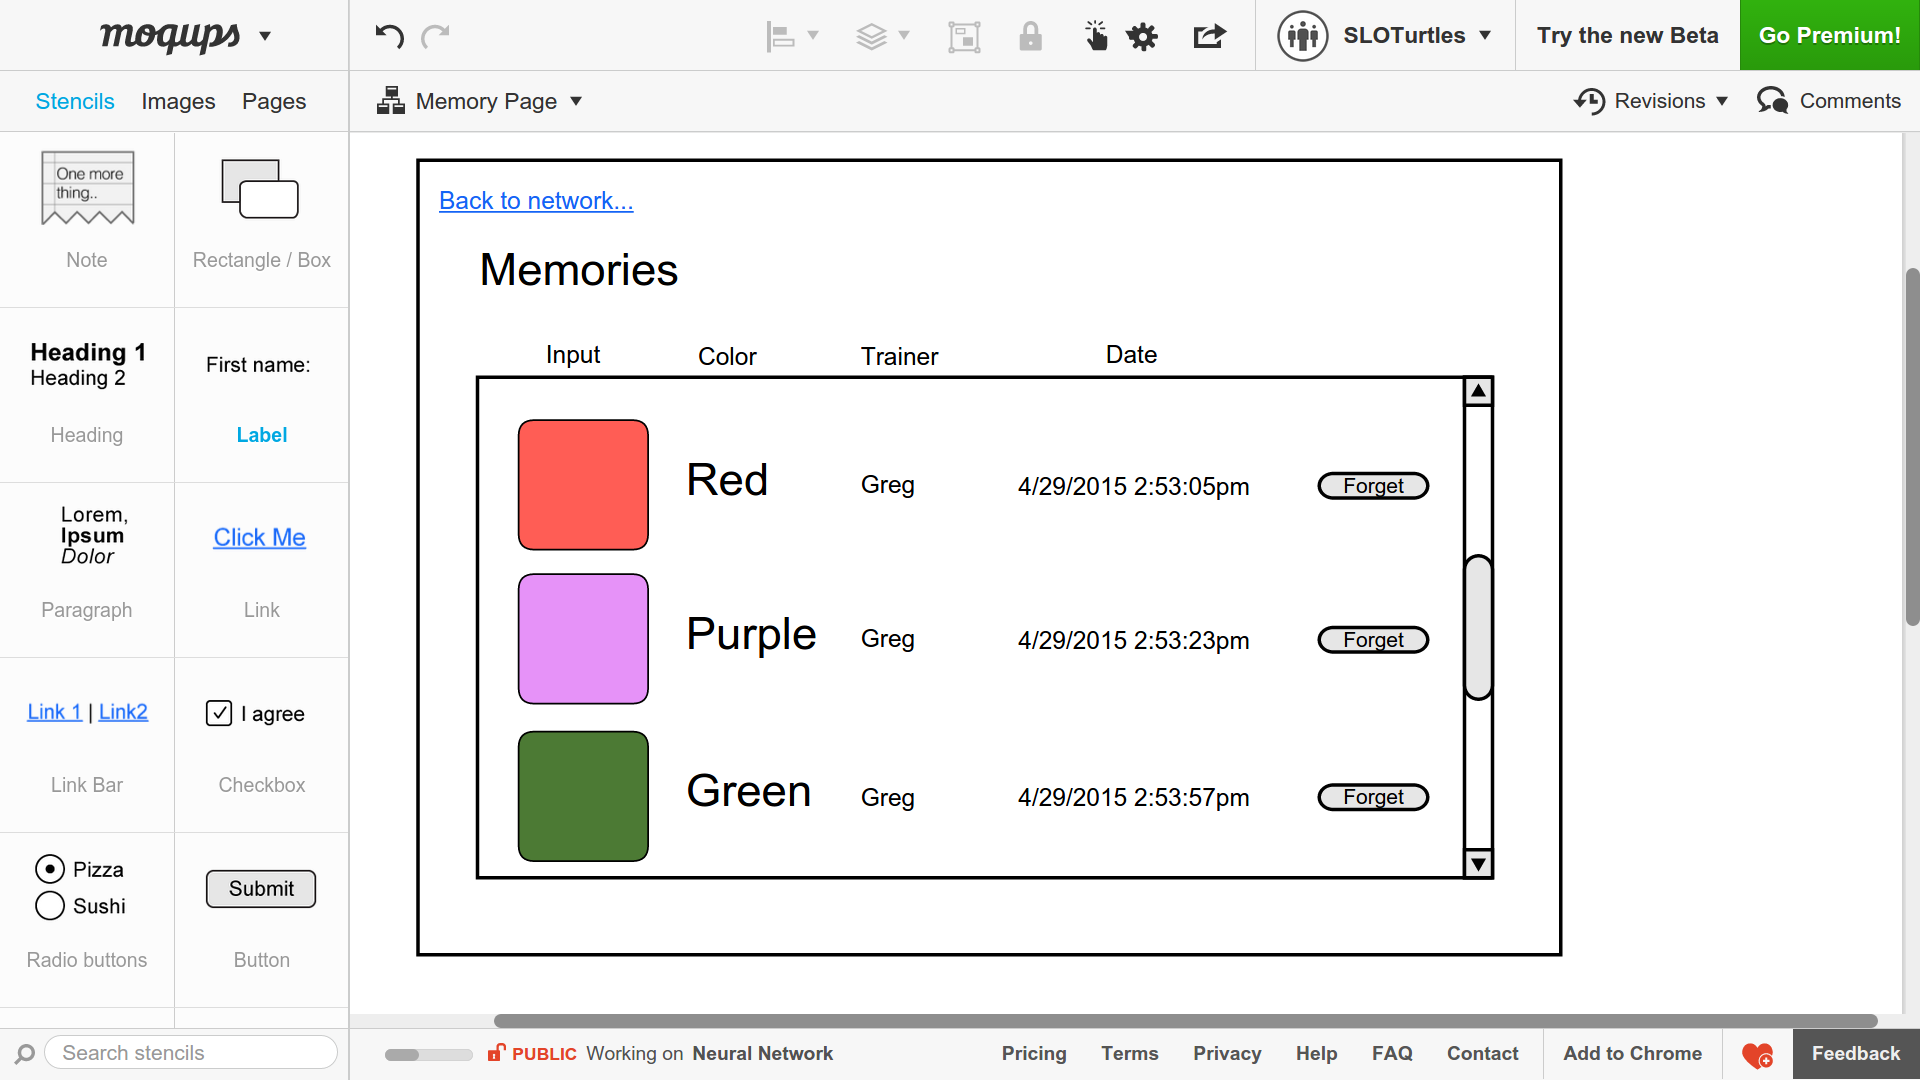 moqups
SLOTurtles
Try the new Beta
Go Premium!
Stencils Images Pages
Memory Page
Revisions
Comments
One more
thing..
Note
Rectangle / Box
Heading 1
Heading 2
Heading
First name:
Label
Lorem,
Ipsum
Dolor
Paragraph
Click Me
Link
Link 1 | Link2
Link Bar
I agree
Checkbox
Pizza
Sushi
Radio buttons
Submit
Button
Search stencils
Back to network...
Memories
Input Color Trainer Date
Red Greg 4/29/2015 2:53:05pm Forget
Purple Greg 4/29/2015 2:53:23pm Forget
Green Greg 4/29/2015 2:53:57pm Forget
PUBLIC Working on Neural Network
Pricing Terms Privacy Help FAQ Contact
Add to Chrome
Feedback